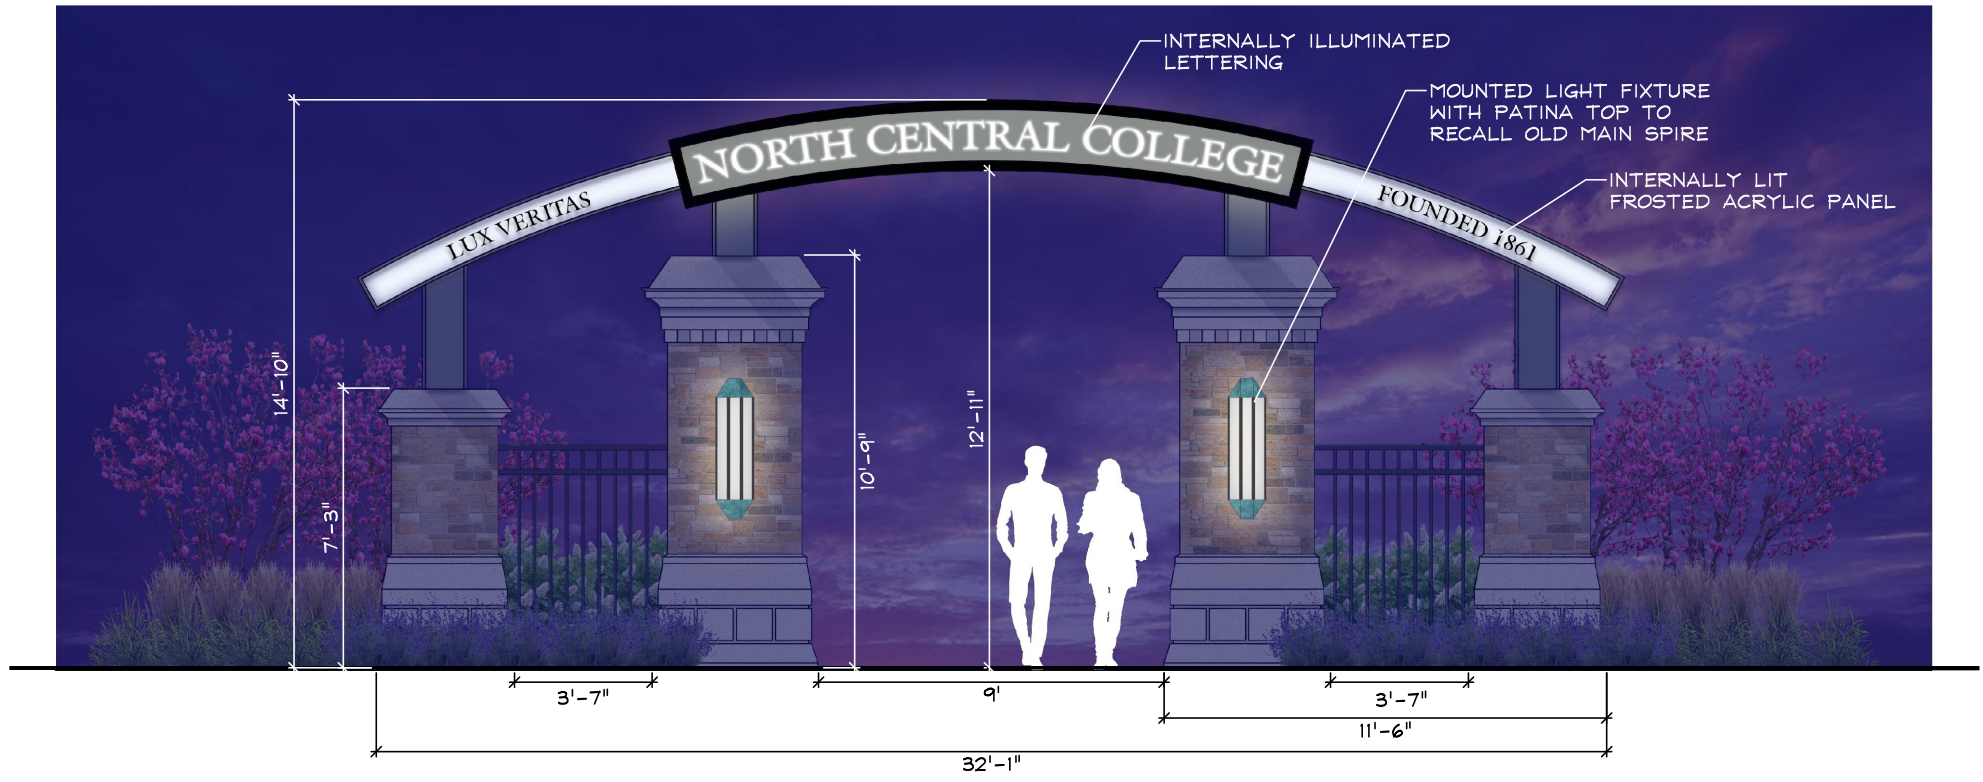 INTERNALLY ILLUMINATED
LETTERING
MOUNTED LIGHT FIXTURE
WITH PATINA TOP TO
RECALL OLD MAIN SPIRE
INTERNALLY LIT
FROSTED ACRYLIC PANEL
NORTH CENTRAL COLLEGE
LUX VERITAS
FOUNDED 1861
14'-10"
7'-3"
10'-9"
12'-11"
3'-7"
9'
3'-7"
11'-6"
32'-1"